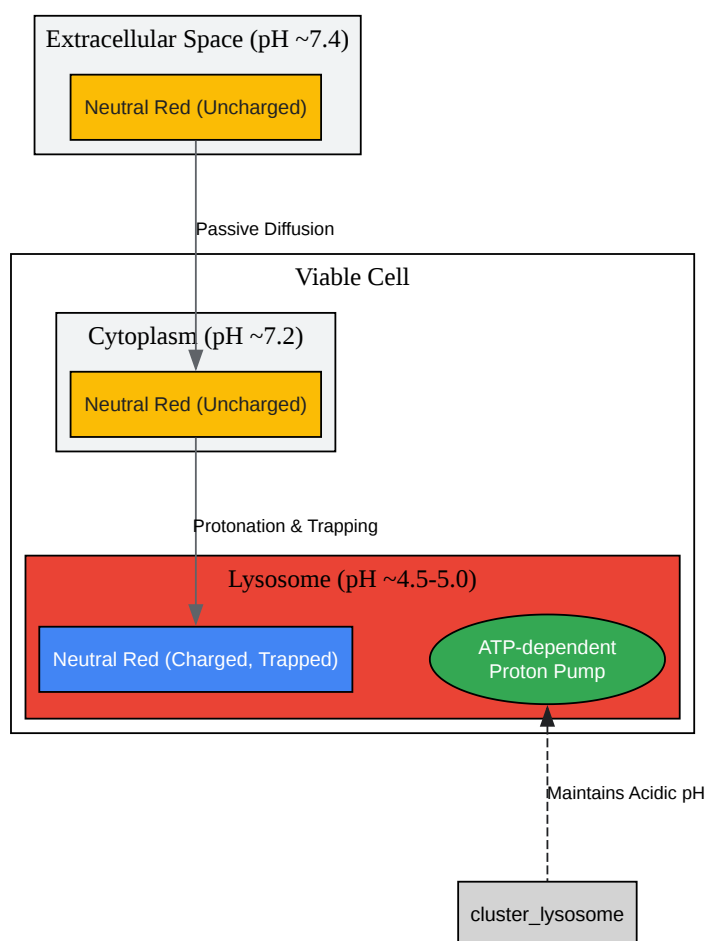 Extracellular Space (pH ~7.4)
Neutral Red (Uncharged)
Passive Diffusion
Viable Cell
Cytoplasm (pH ~7.2)
Neutral Red (Uncharged)
Protonation & Trapping
Lysosome (pH ~4.5-5.0)
Neutral Red (Charged, Trapped)
ATP-dependent
Proton Pump
Maintains Acidic pH
cluster_lysosome